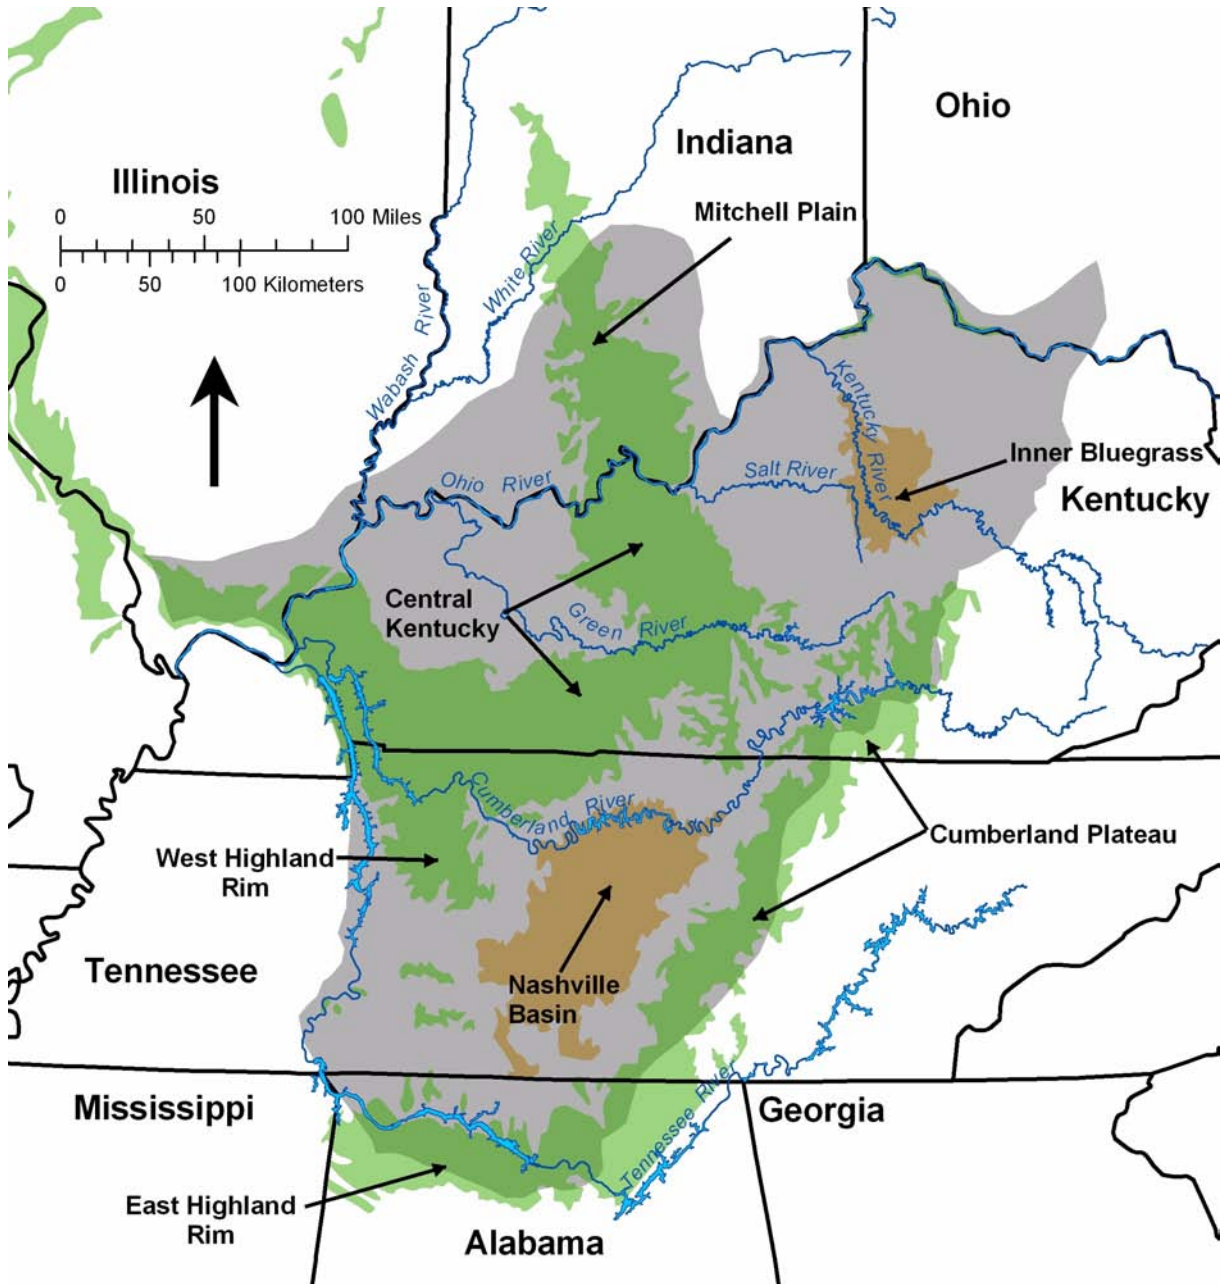 Ohio
Indiana
Illinois
0 50 100 Miles
0 50 100 Kilometers
Mitchell Plain
White River
Wabash River
Kentucky River
Inner Bluegrass
Salt River
Ohio River
Kentucky
Central
Kentucky
Green River
Cumberland River
Cumberland Plateau
West Highland
Rim
Tennessee
Nashville
Basin
Tennessee River
Mississippi
Georgia
East Highland
Rim
Alabama